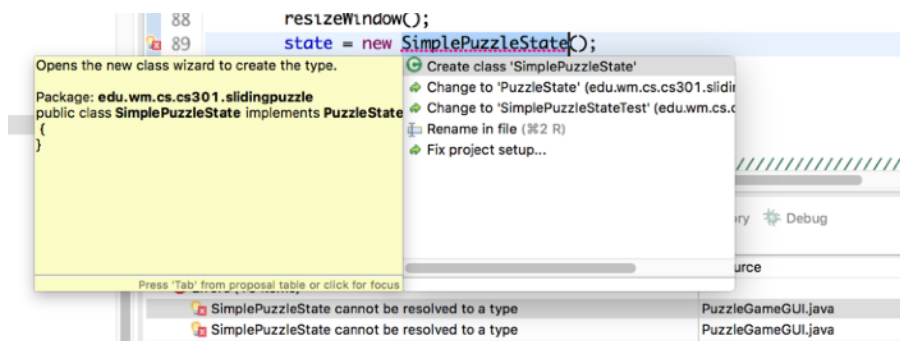 88 resizeWindow();
89 state = new SimplePuzzleState();
Opens the new class wizard to create the type.
Package: edu.wm.cs.cs301.slidingpuzzle
public class SimplePuzzleState implements PuzzleState
{
}
Press 'Tab' from proposal table or click for focus
Create class 'SimplePuzzleState'
Change to 'PuzzleState' (edu.wm.cs.cs301.slidin
Change to 'SimplePuzzleStateTest' (edu.wm.cs.c
Rename in file (⌘2 R)
Fix project setup...
/////////////////
ry Debug
urce
SimplePuzzleState cannot be resolved to a type PuzzleGameGUI.java
SimplePuzzleState cannot be resolved to a type PuzzleGameGUI.java